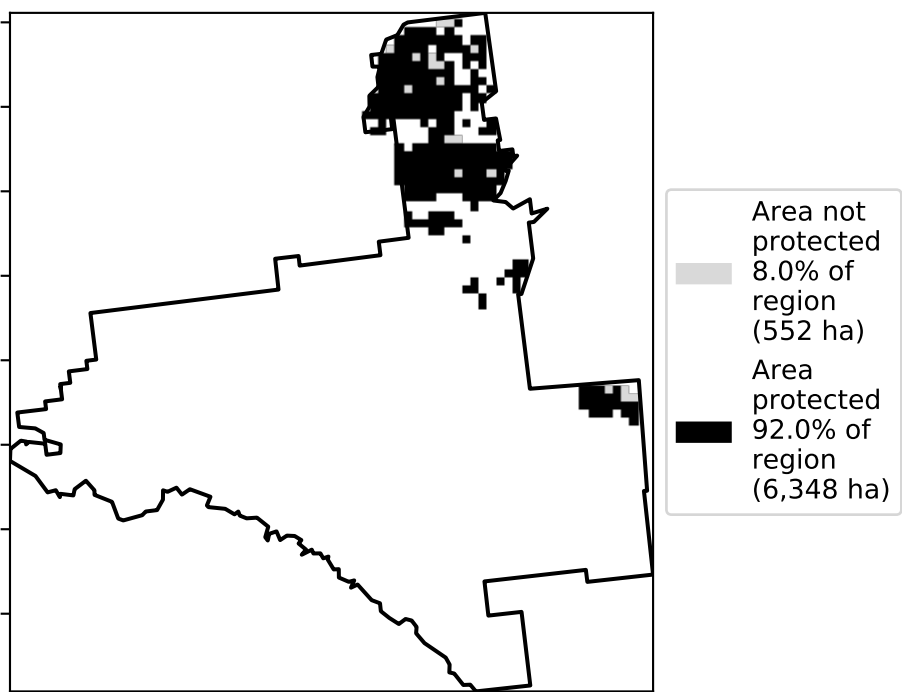 Area not
protected
8.0% of
region
(552 ha)
Area
protected
92.0% of
region
(6,348 ha)